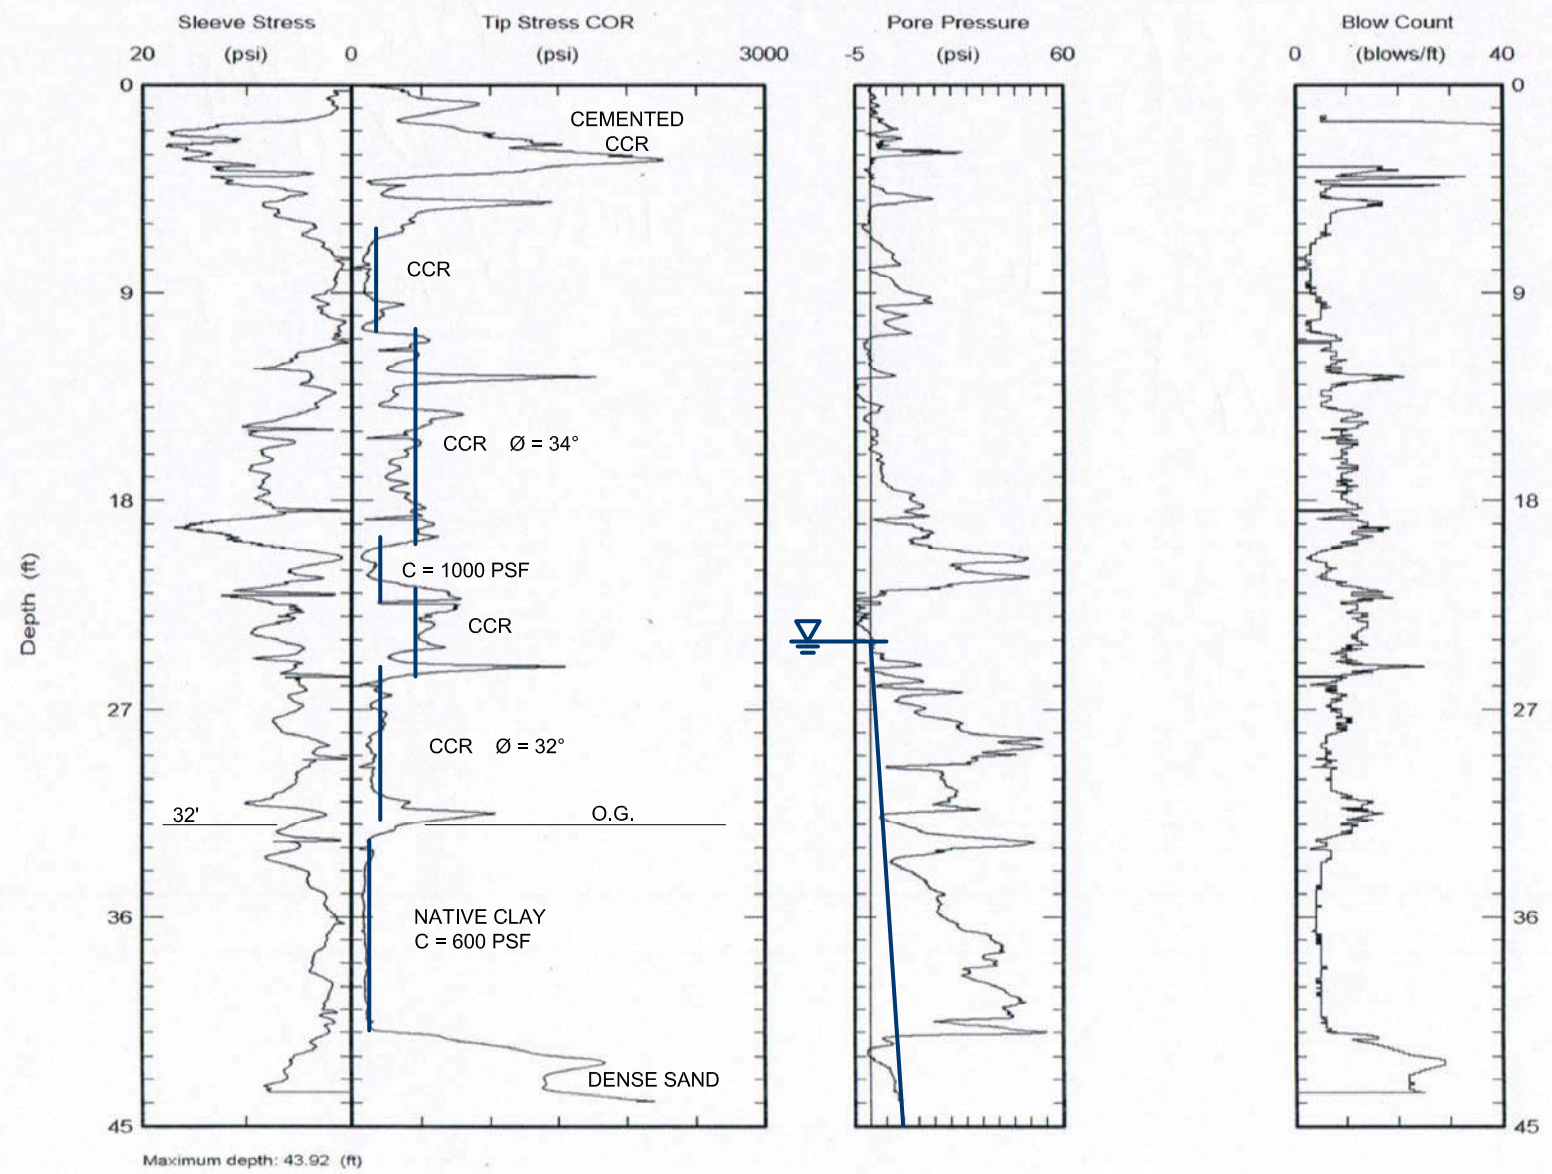 Sleeve Stress Tip Stress COR Pore Pressure Blow Count
(psi) (psi) (psi) (blows/ft)
20 0 3000 -5 60 0 40
0 0
CEMENTED
CCR
CCR
9 9
CCR Ø = 34°
18 18
C = 1000 PSF
CCR
Depth (ft)
27 27
CCR Ø = 32°
32' O.G.
36 36
NATIVE CLAY
C = 600 PSF
DENSE SAND
45 45
Maximum depth: 43.92 (ft)